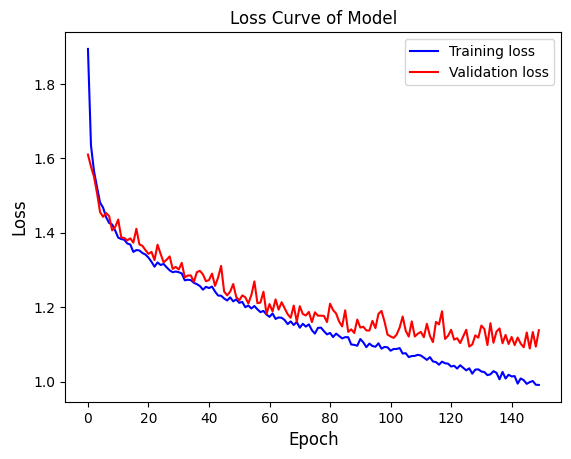 Loss Curve of Model
Training loss
Validation loss
1.8
1.6
1.4
1.2
1.0
Loss
0 20 40 60 80 100 120 140
Epoch